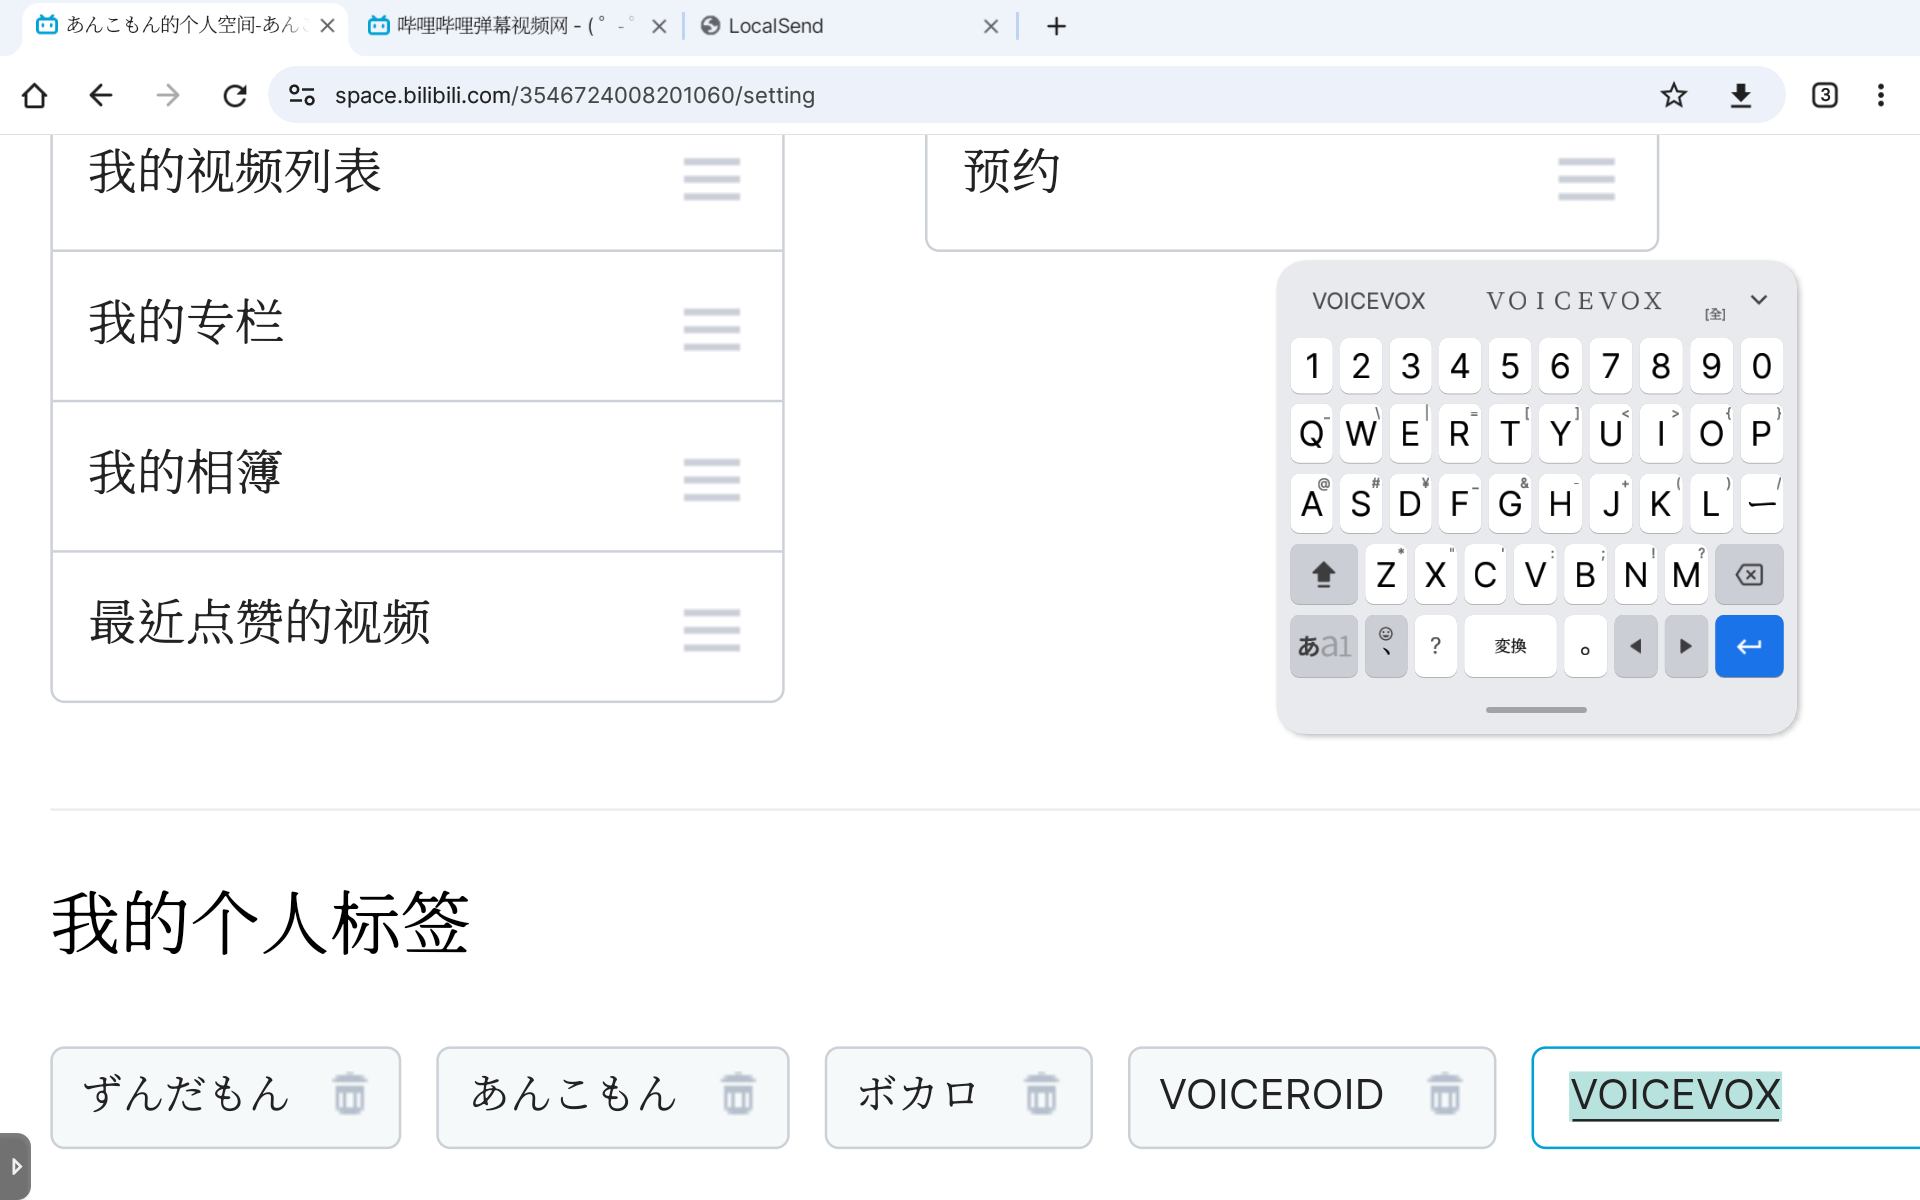 あんこもん的个人空间-あんこ
哔哩哔哩弹幕视频网 - ( ゜- ゜
LocalSend
space.bilibili.com/3546724008201060/setting
3
我的视频列表
预约
我的专栏
我的相簿
最近点赞的视频
VOICEVOX ＶＯＩＣＥＶＯＸ [全]
1 2 3 4 5 6 7 8 9 0
Q W E R T Y U I O P
A S D F G H J K L ー
Z X C V B N M
あa1 、 ? 変換 。
我的个人标签
ずんだもん
あんこもん
ボカロ
VOICEROID
VOICEVOX